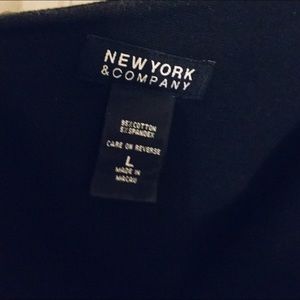 NEW YORK
& COMPANY
95% COTTON
5% SPANDEX
CARE ON REVERSE
L
MADE IN
MACAU